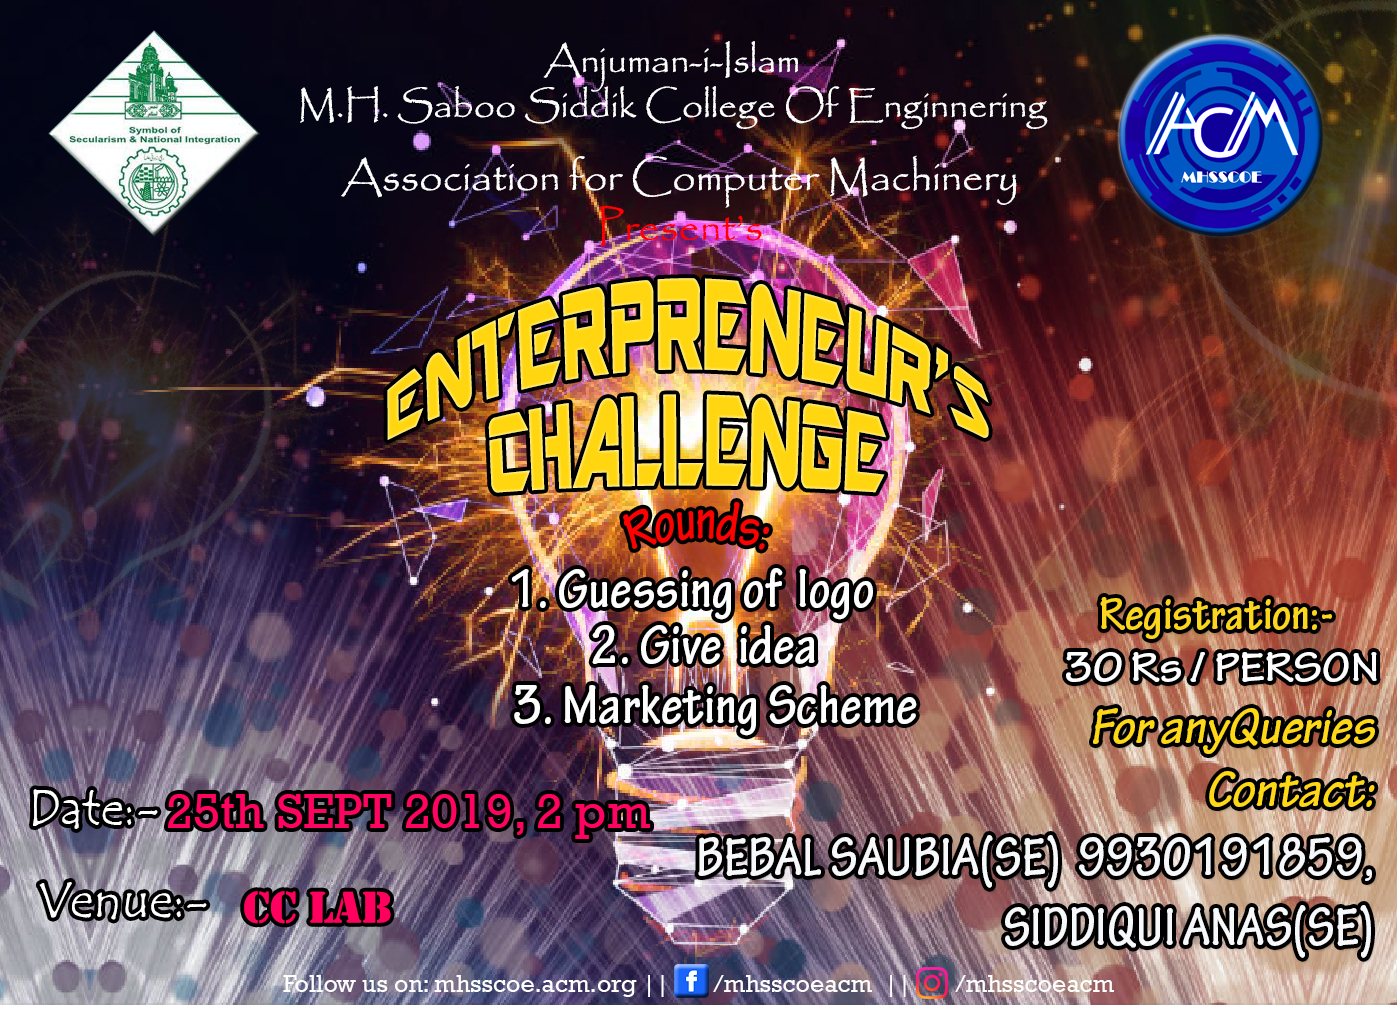 Anjuman-i-Islam
M.H. Saboo Siddik College Of Enginnering
Association for Computer Machinery
Present's
Symbol of
Secularism & National Integration
ACM
MHSSCOE
ENTERPRENEUR'S
CHALLENGE
Rounds:
1. Guessing of logo
2. Give idea
3. Marketing Scheme
Registration:-
30 Rs / PERSON
For anyQueries
Contact:
BEBAL SAUBIA(SE) 9930191859,
SIDDIQUI ANAS(SE)
Date:- 25th SEPT 2019, 2 pm
Venue:- CC LAB
Follow us on: mhsscoe.acm.org || f /mhsscoeacm || /mhsscoeacm